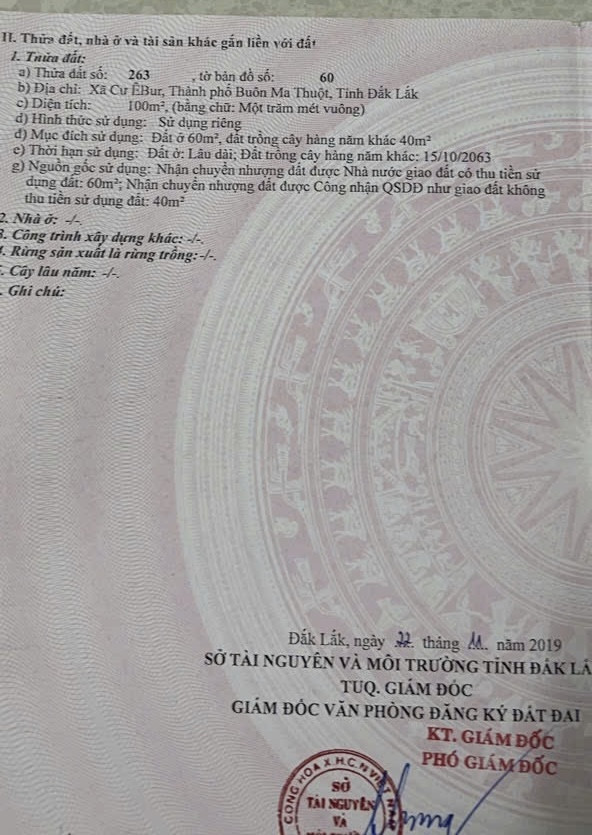 II. Thửa đất, nhà ở và tài sản khác gắn liền với đất
1. Thửa đất:
a) Thửa đất số: 263 , tờ bản đồ số: 60
b) Địa chỉ: Xã Cư ÊBur, Thành phố Buôn Ma Thuột, Tỉnh Đắk Lắk
c) Diện tích: 100m², (bằng chữ: Một trăm mét vuông)
d) Hình thức sử dụng: Sử dụng riêng
đ) Mục đích sử dụng: Đất ở 60m², đất trồng cây hàng năm khác 40m²
e) Thời hạn sử dụng: Đất ở: Lâu dài; Đất trồng cây hàng năm khác: 15/10/2063
g) Nguồn gốc sử dụng: Nhận chuyển nhượng đất được Nhà nước giao đất có thu tiền sử
dụng đất: 60m²; Nhận chuyển nhượng đất được Công nhận QSDĐ như giao đất không
thu tiền sử dụng đất: 40m²
2. Nhà ở: -/-.
3. Công trình xây dựng khác: -/-.
. Rừng sản xuất là rừng trồng: -/-.
. Cây lâu năm: -/-.
. Ghi chú:
Đắk Lắk, ngày 22 tháng 11 năm 2019
SỞ TÀI NGUYÊN VÀ MÔI TRƯỜNG TỈNH ĐẮK LẮ
TUQ. GIÁM ĐỐC
GIÁM ĐỐC VĂN PHÒNG ĐĂNG KÝ ĐẤT ĐAI
KT. GIÁM ĐỐC
PHÓ GIÁM ĐỐC
CỘNG HOÀ X.H.C.N VIỆT NAM
SỞ
TÀI NGUYÊN
VÀ